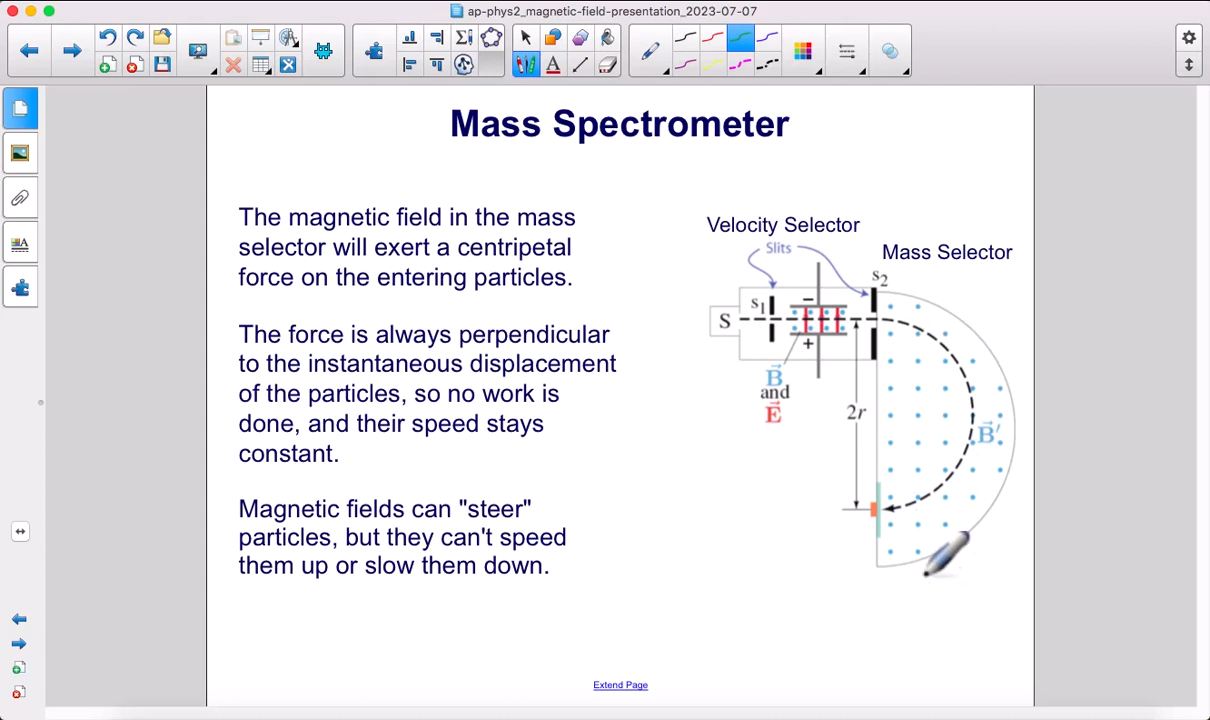 ap-phys2_magnetic-field-presentation_2023-07-07
Mass Spectrometer
The magnetic field in the mass
selector will exert a centripetal
force on the entering particles.
The force is always perpendicular
to the instantaneous displacement
of the particles, so no work is
done, and their speed stays
constant.
Magnetic fields can "steer"
particles, but they can't speed
them up or slow them down.
Velocity Selector
Slits
Mass Selector
s₂
s₁
S
−
+
B⃗
and
E⃗
2r
B⃗′
Extend Page